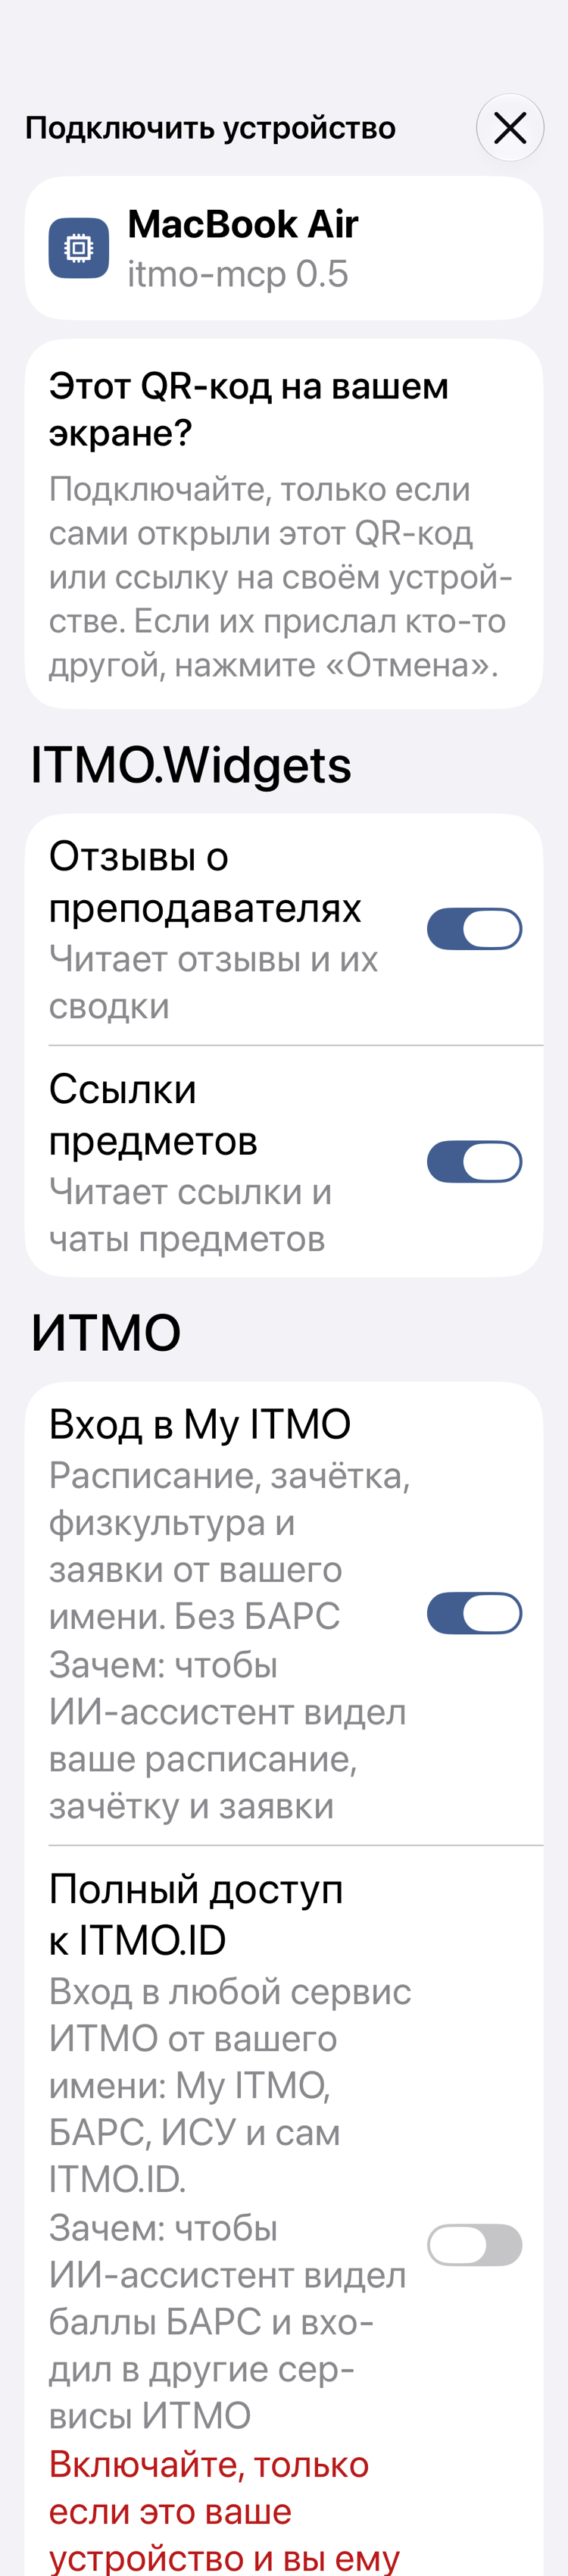 Подключить устройство
MacBook Air
itmo-mcp 0.5
Этот QR-код на вашем
экране?
Подключайте, только если
сами открыли этот QR-код
или ссылку на своём устрой-
стве. Если их прислал кто-то
другой, нажмите «Отмена».
ITMO.Widgets
Отзывы о
преподавателях
Читает отзывы и их
сводки
Ссылки
предметов
Читает ссылки и
чаты предметов
ИТМО
Вход в My ITMO
Расписание, зачётка,
физкультура и
заявки от вашего
имени. Без БАРС
Зачем: чтобы
ИИ-ассистент видел
ваше расписание,
зачётку и заявки
Полный доступ
к ITMO.ID
Вход в любой сервис
ИТМО от вашего
имени: My ITMO,
БАРС, ИСУ и сам
ITMO.ID.
Зачем: чтобы
ИИ-ассистент видел
баллы БАРС и вхо-
дил в другие сер-
висы ИТМО
Включайте, только
если это ваше
устройство и вы ему